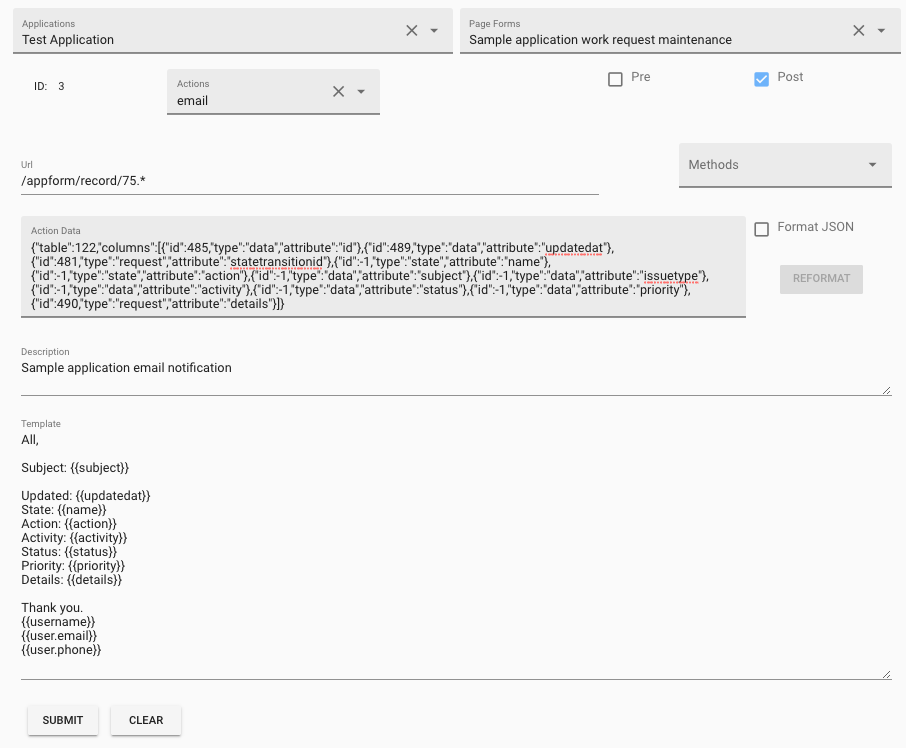 Applications
Test Application
Page Forms
Sample application work request maintenance
ID: 3
Actions
email
Pre
Post
Url
/appform/record/75.*
Methods
Action Data
{"table":122,"columns":[{"id":485,"type":"data","attribute":"id"},{"id":489,"type":"data","attribute":"updatedat"},
{"id":481,"type":"request","attribute":"statetransitionid"},{"id":-1,"type":"state","attribute":"name"},
{"id":-1,"type":"state","attribute":"action"},{"id":-1,"type":"data","attribute":"subject"},{"id":-1,"type":"data","attribute":"issuetype"},
{"id":-1,"type":"data","attribute":"activity"},{"id":-1,"type":"data","attribute":"status"},{"id":-1,"type":"data","attribute":"priority"},
{"id":490,"type":"request","attribute":"details"}]}
Format JSON
REFORMAT
Description
Sample application email notification
Template
All,
Subject: {{subject}}
Updated: {{updatedat}}
State: {{name}}
Action: {{action}}
Activity: {{activity}}
Status: {{status}}
Priority: {{priority}}
Details: {{details}}
Thank you.
{{username}}
{{user.email}}
{{user.phone}}
SUBMIT
CLEAR